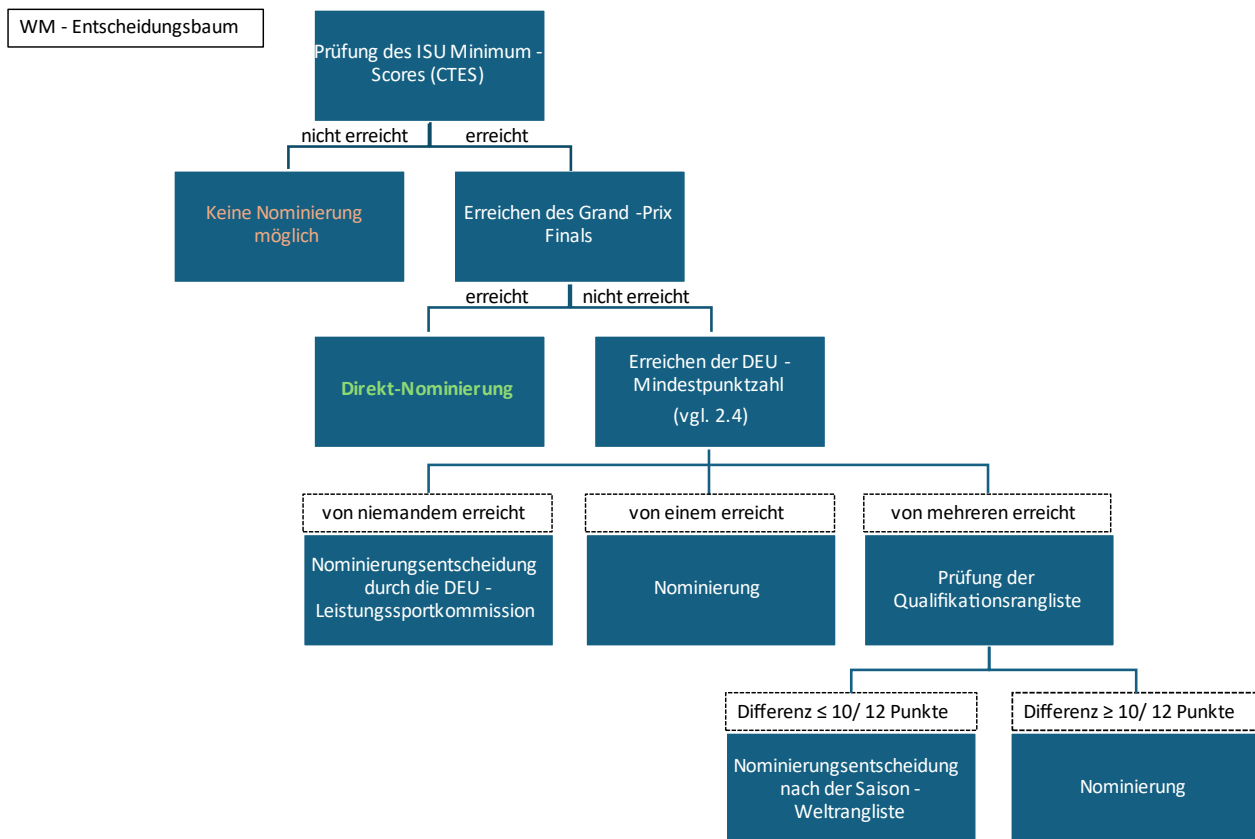 WM - Entscheidungsbaum
Prüfung des ISU Minimum -
Scores (CTES)
nicht erreicht
erreicht
Keine Nominierung
möglich
Erreichen des Grand -Prix
Finals
erreicht
nicht erreicht
Direkt-Nominierung
Erreichen der DEU -
Mindestpunktzahl
(vgl. 2.4)
von niemandem erreicht
von einem erreicht
von mehreren erreicht
Nominierungsentscheidung
durch die DEU -
Leistungssportkommission
Nominierung
Prüfung der
Qualifikationsrangliste
Differenz ≤ 10/ 12 Punkte
Differenz ≥ 10/ 12 Punkte
Nominierungsentscheidung
nach der Saison -
Weltrangliste
Nominierung